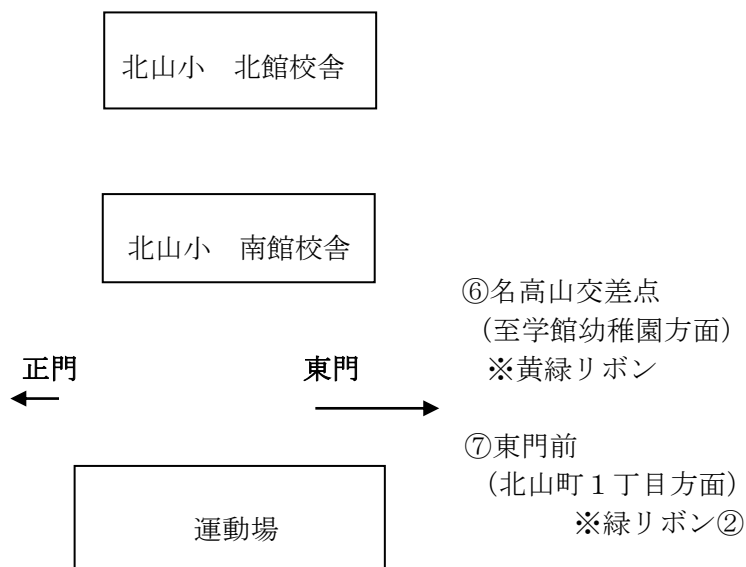 北山小　北館校舎
北山小　南館校舎
⑥名高山交差点
（至学館幼稚園方面）
※黄緑リボン
正門
東門
⑦東門前
（北山町１丁目方面）
※緑リボン②
運動場